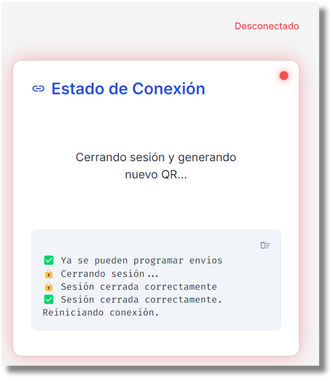 Desconectado
Estado de Conexión
Cerrando sesión y generando
nuevo QR...
✅ Ya se pueden programar envios
🔒 Cerrando sesión...
🔒 Sesión cerrada correctamente
✅ Sesión cerrada correctamente.
Reiniciando conexión.